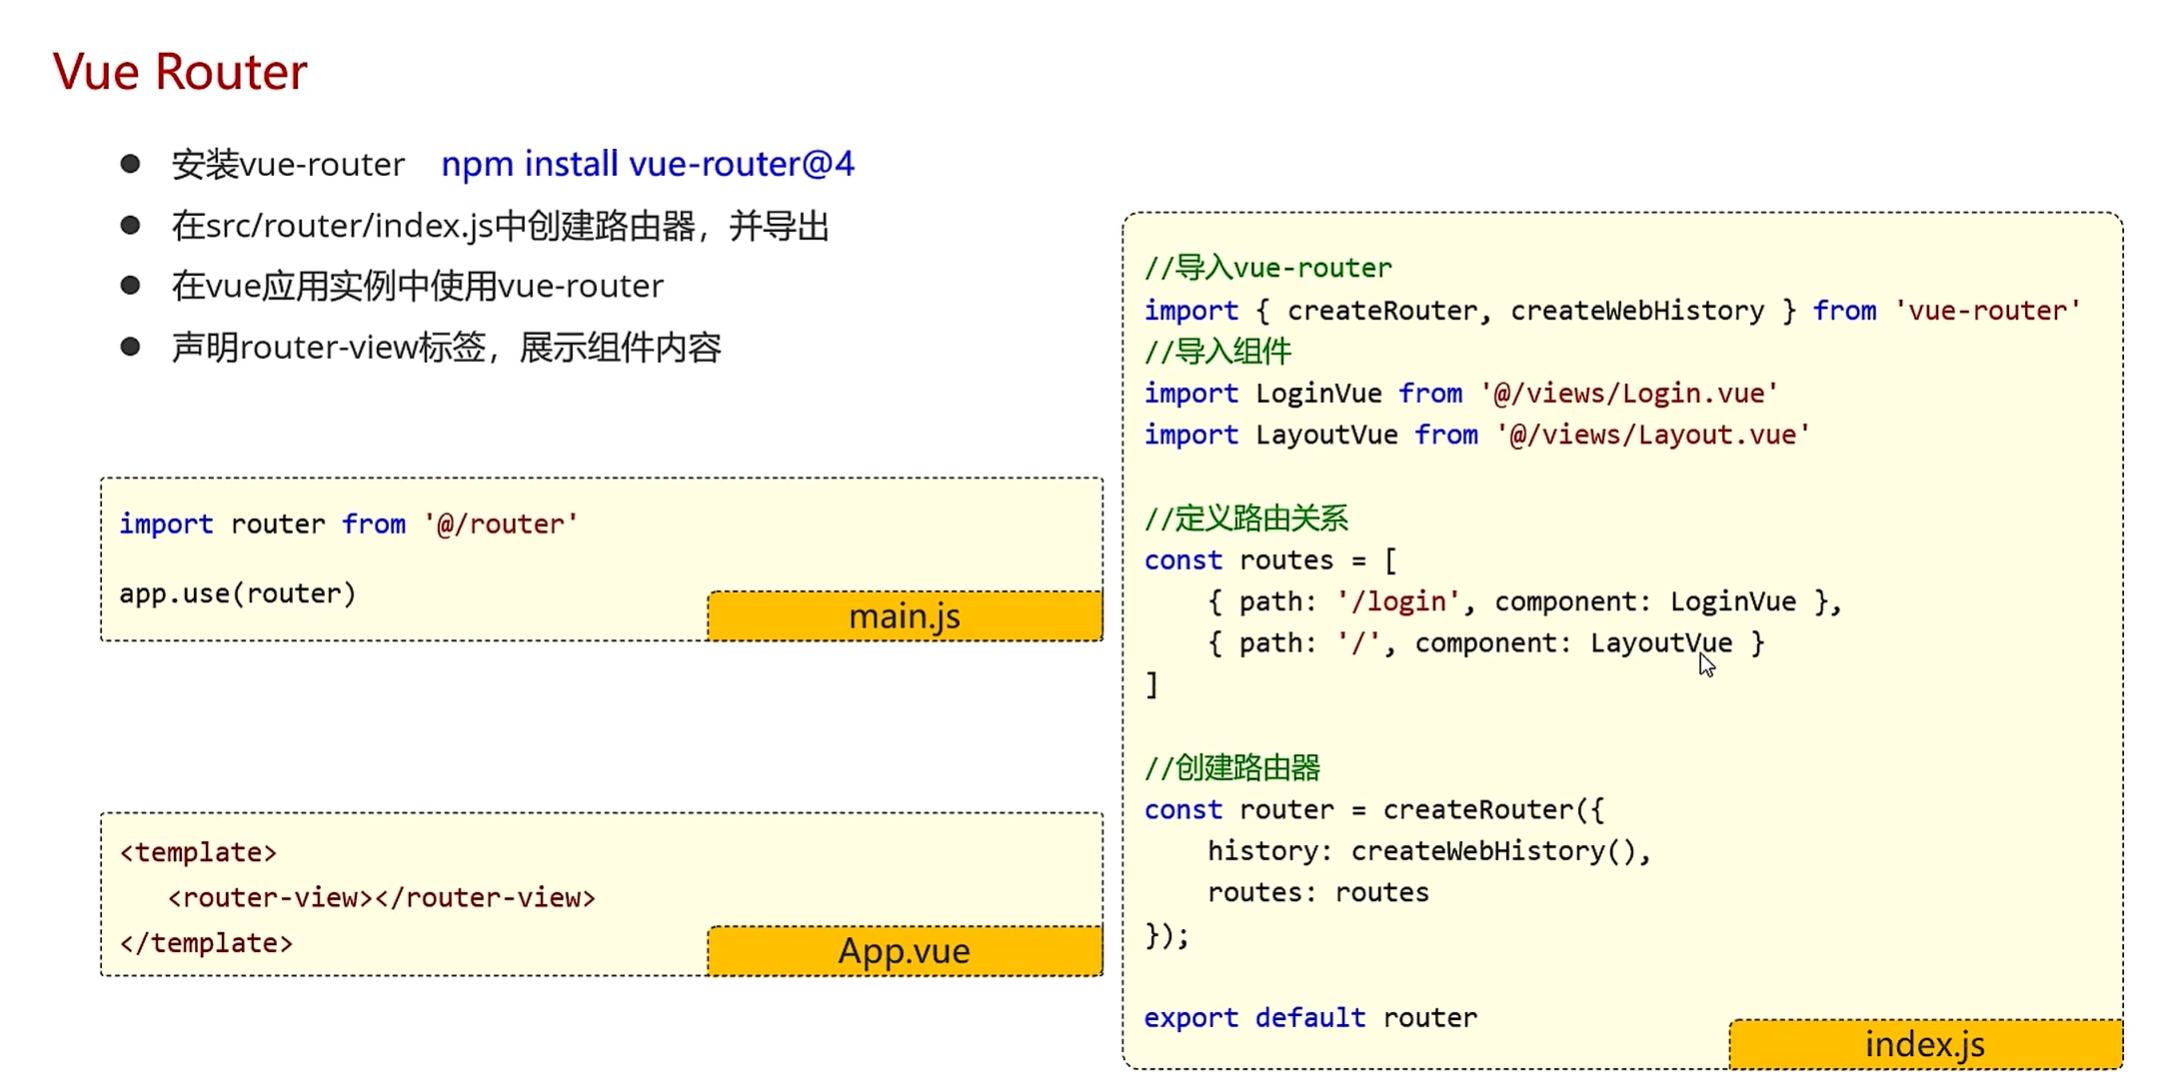 Vue Router
● 安装vue-router npm install vue-router@4
● 在src/router/index.js中创建路由器，并导出
● 在vue应用实例中使用vue-router
● 声明router-view标签，展示组件内容
import router from '@/router'
app.use(router)
main.js
<template>
<router-view></router-view>
</template>
App.vue
//导入vue-router
import { createRouter, createWebHistory } from 'vue-router'
//导入组件
import LoginVue from '@/views/Login.vue'
import LayoutVue from '@/views/Layout.vue'
//定义路由关系
const routes = [
{ path: '/login', component: LoginVue },
{ path: '/', component: LayoutVue }
]
//创建路由器
const router = createRouter({
history: createWebHistory(),
routes: routes
});
export default router
index.js